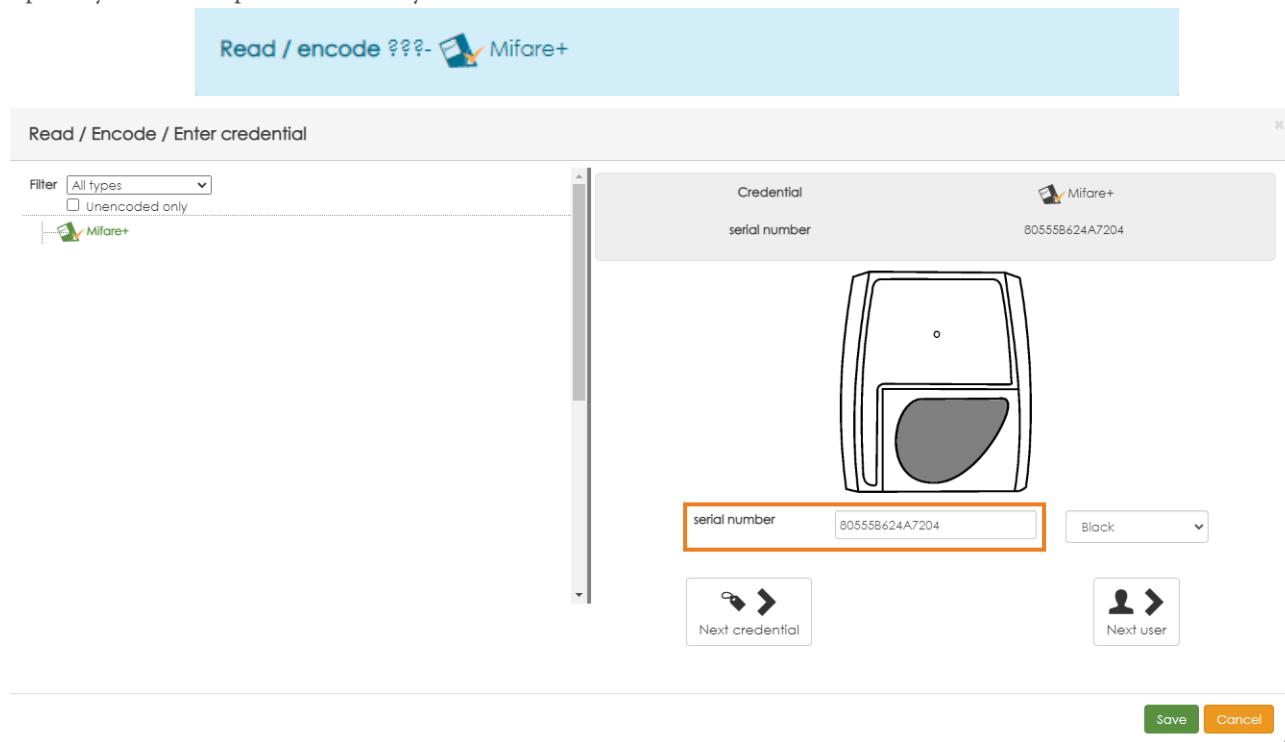 Read / encode ???- Mifare+
Read / Encode / Enter credential
×
Filter All types
Unencoded only
Mifare+
Credential Mifare+
serial number 80555B624A7204
serial number 80555B624A7204 Black
Next credential
Next user
Save Cancel